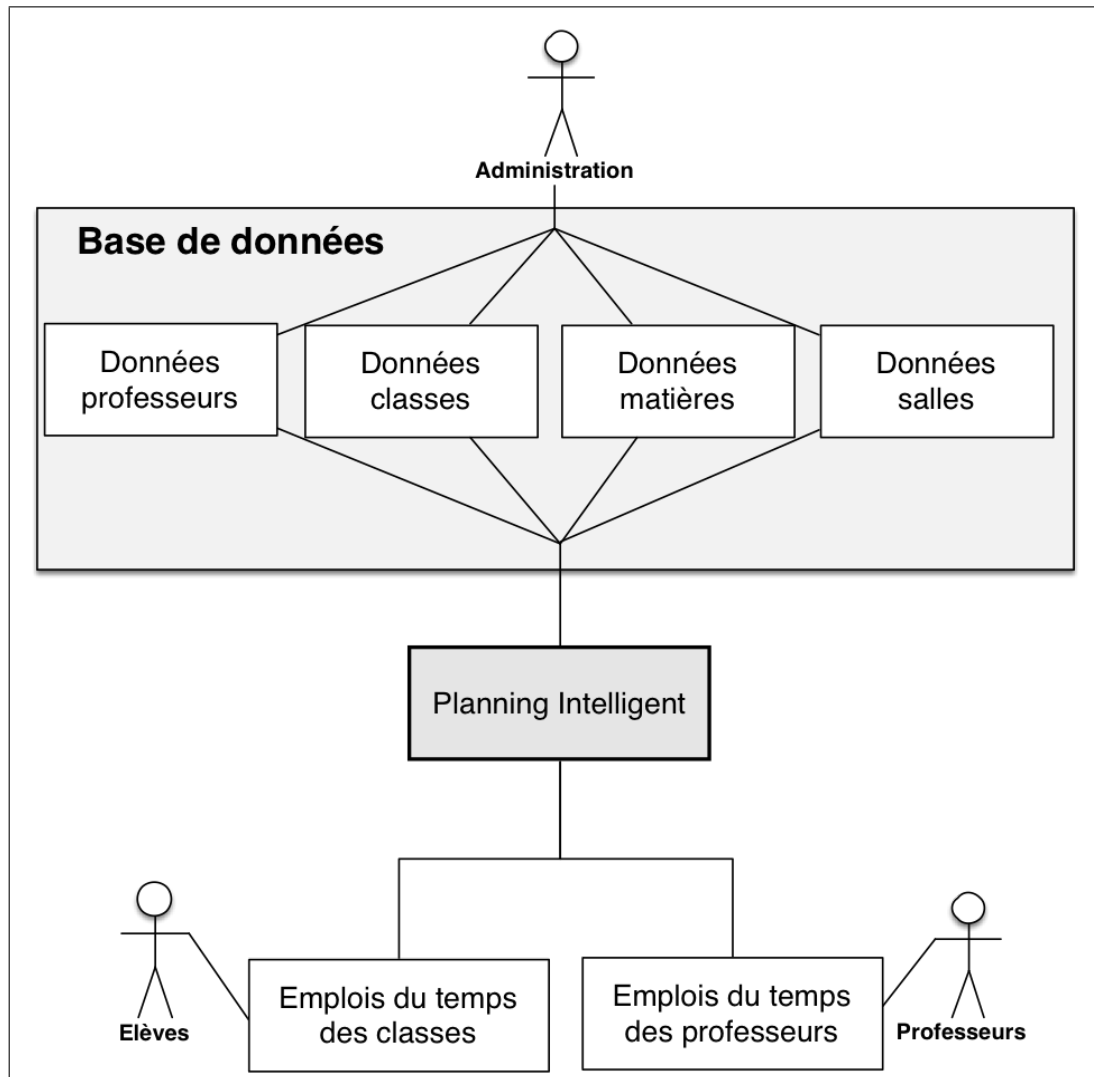 Administration
Base de données
Données
professeurs
Données
classes
Données
matières
Données
salles
Planning Intelligent
Elèves
Emplois du temps
des classes
Emplois du temps
des professeurs
Professeurs